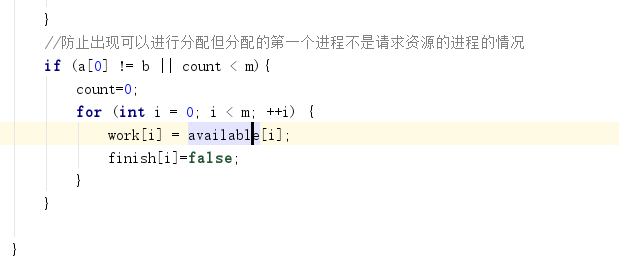 }
//防止出现可以进行分配但分配的第一个进程不是请求资源的进程的情况
if (a[0] != b || count < m){
count=0;
for (int i = 0; i < m; ++i) {
work[i] = available[i];
finish[i]=false;
}
}
}